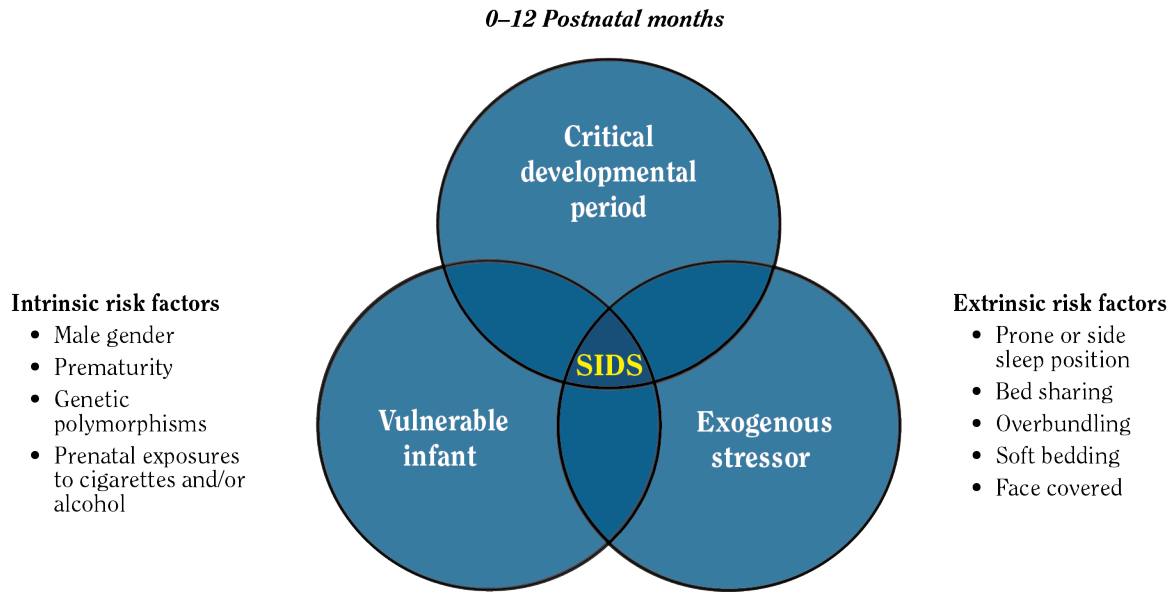 0–12 Postnatal months
Critical
developmental
period
Intrinsic risk factors
• Male gender
• Prematurity
• Genetic
polymorphisms
• Prenatal exposures
to cigarettes and/or
alcohol
SIDS
Vulnerable
infant
Exogenous
stressor
Extrinsic risk factors
• Prone or side
sleep position
• Bed sharing
• Overbundling
• Soft bedding
• Face covered